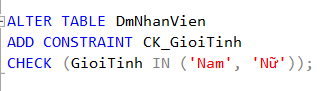 ALTER TABLE DmNhanVien
ADD CONSTRAINT CK_GioiTinh
CHECK (GioiTinh IN ('Nam', 'Nữ'));